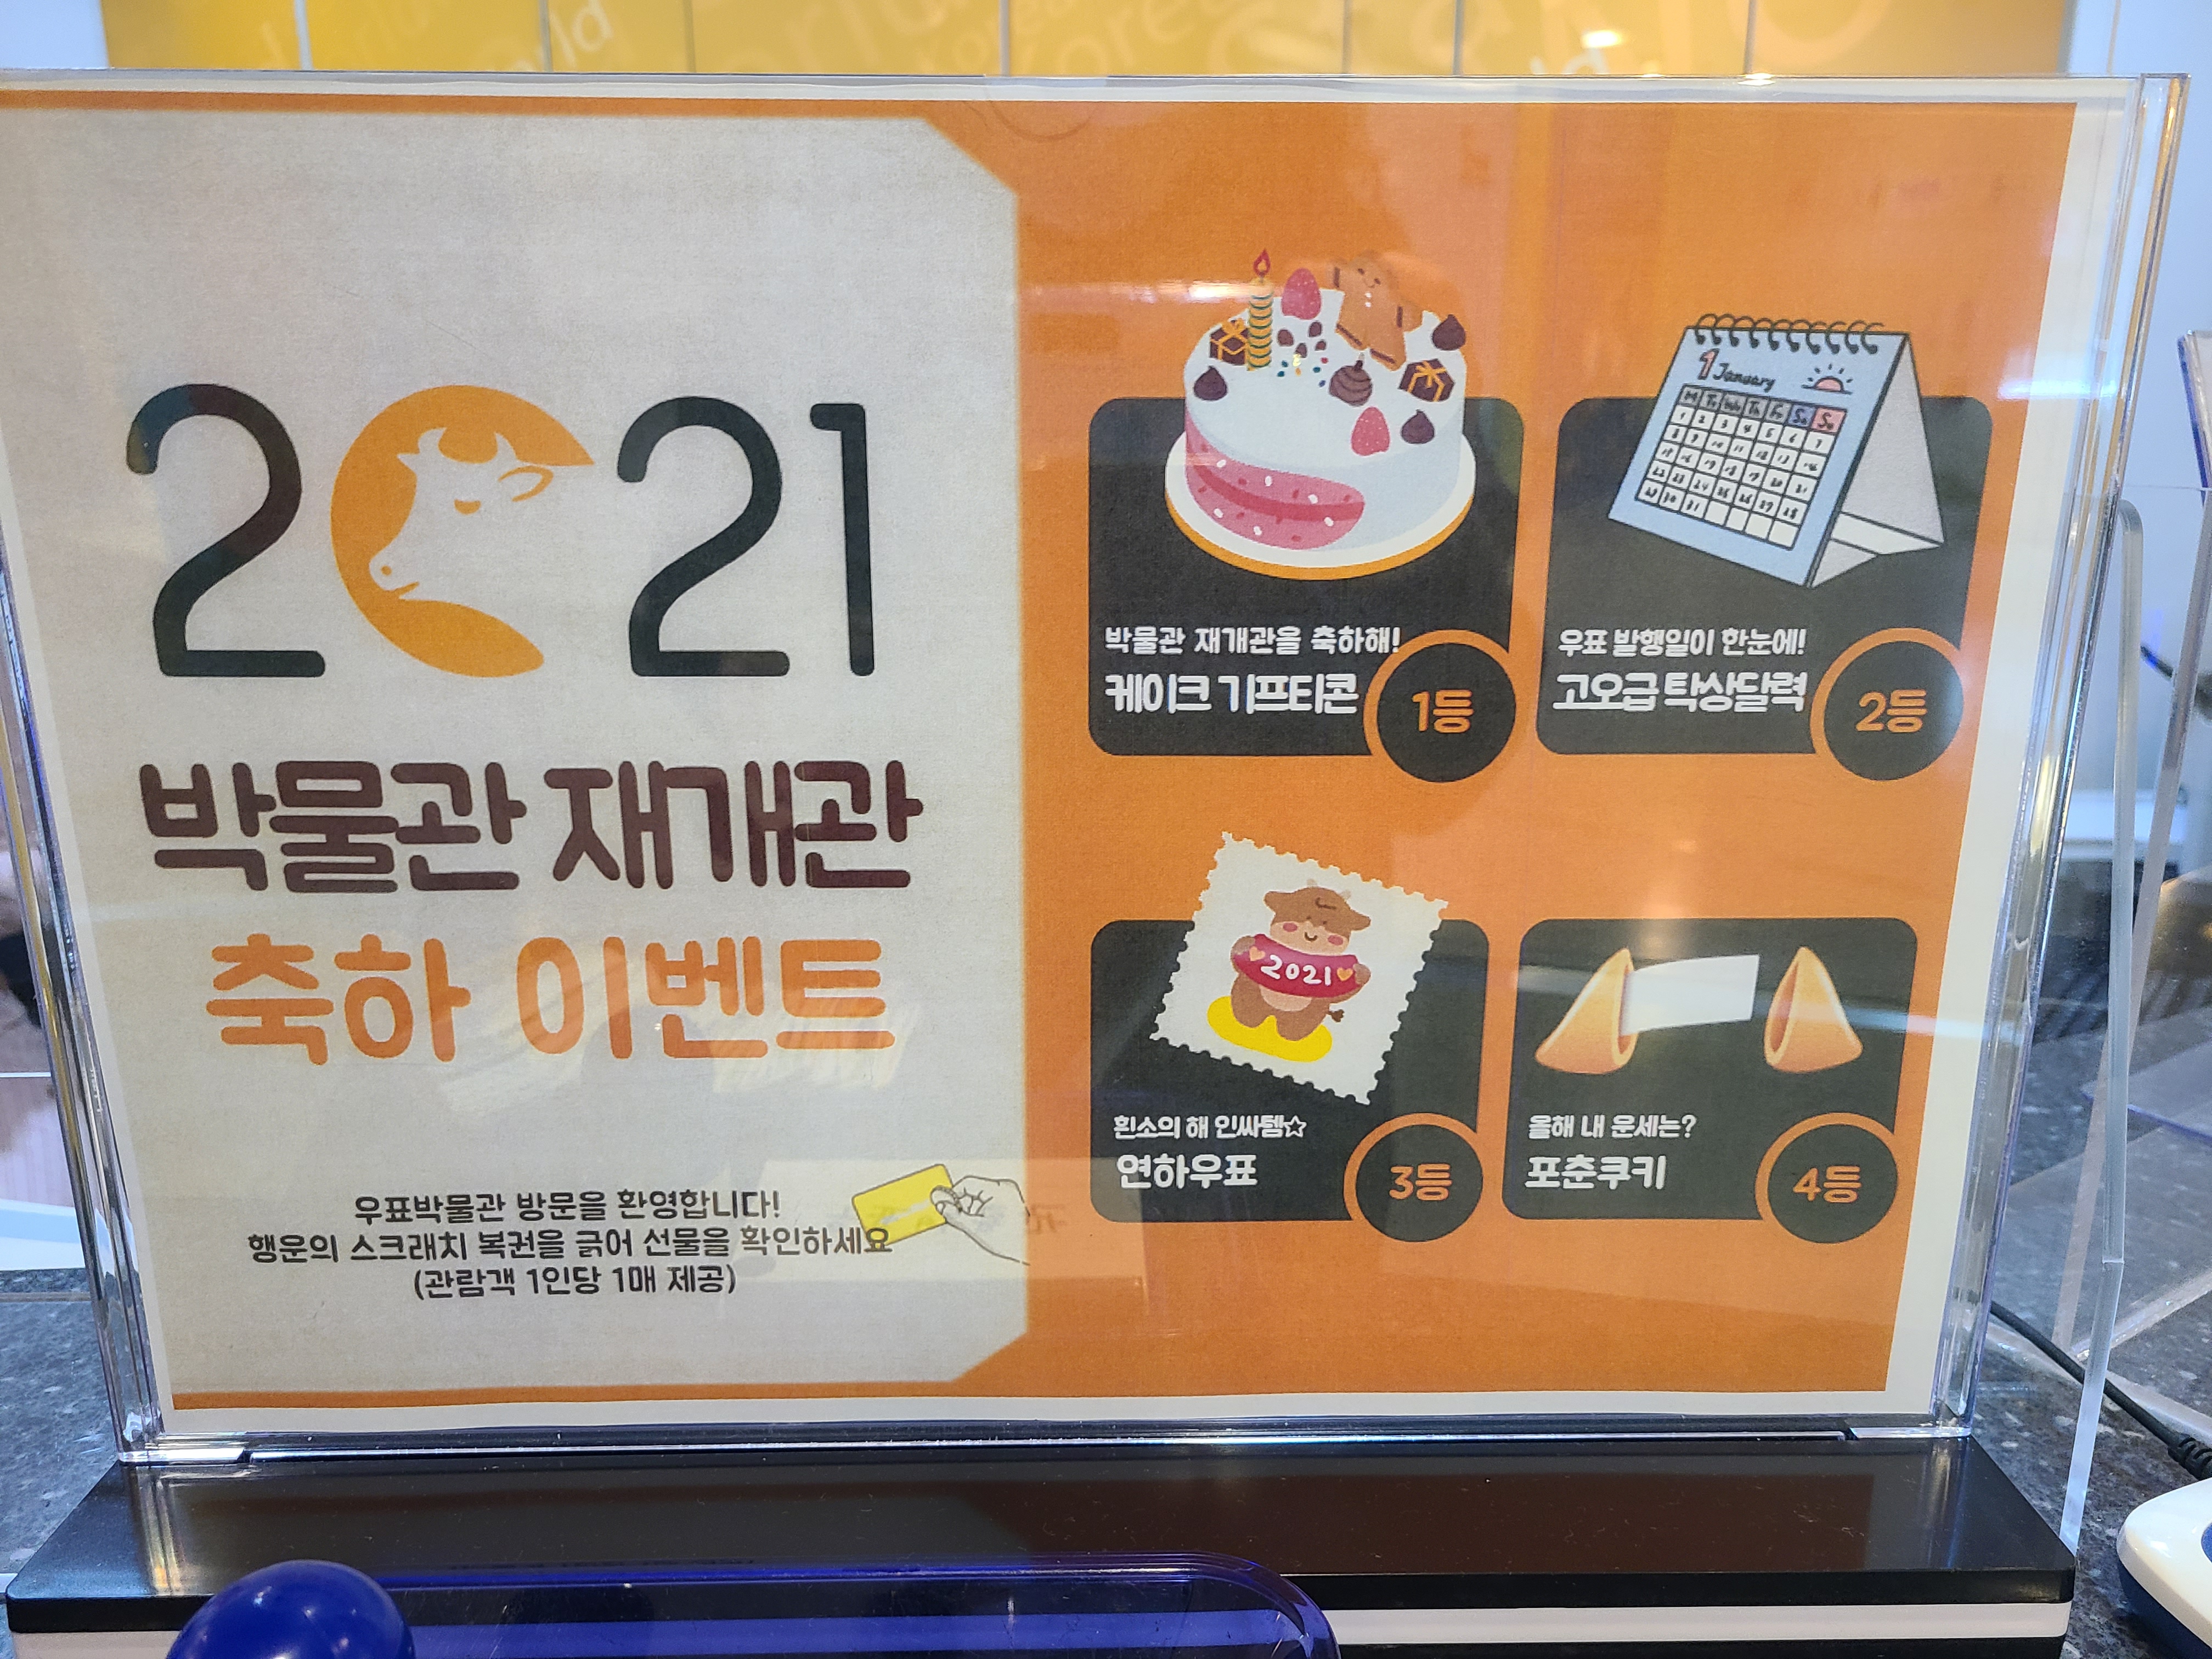 2021
박물관 재개관
축하 이벤트
우표박물관 방문을 환영합니다!
행운의 스크래치 복권을 긁어 선물을 확인하세요
(관람객 1인당 1매 제공)
박물관 재개관을 축하해!
케이크 기프티콘
1등
1 January
우표 발행일이 한눈에!
고오급 탁상달력
2등
2021
흰소의 해 인싸템☆
연하우표
3등
올해 내 운세는?
포춘쿠키
4등